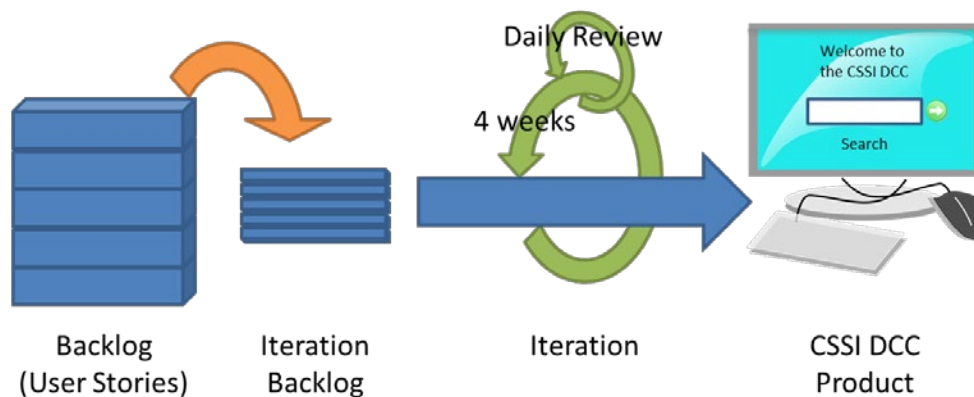 Daily Review
4 weeks
Welcome to
the CSSI DCC
Search
Backlog
(User Stories)
Iteration
Backlog
Iteration
CSSI DCC
Product